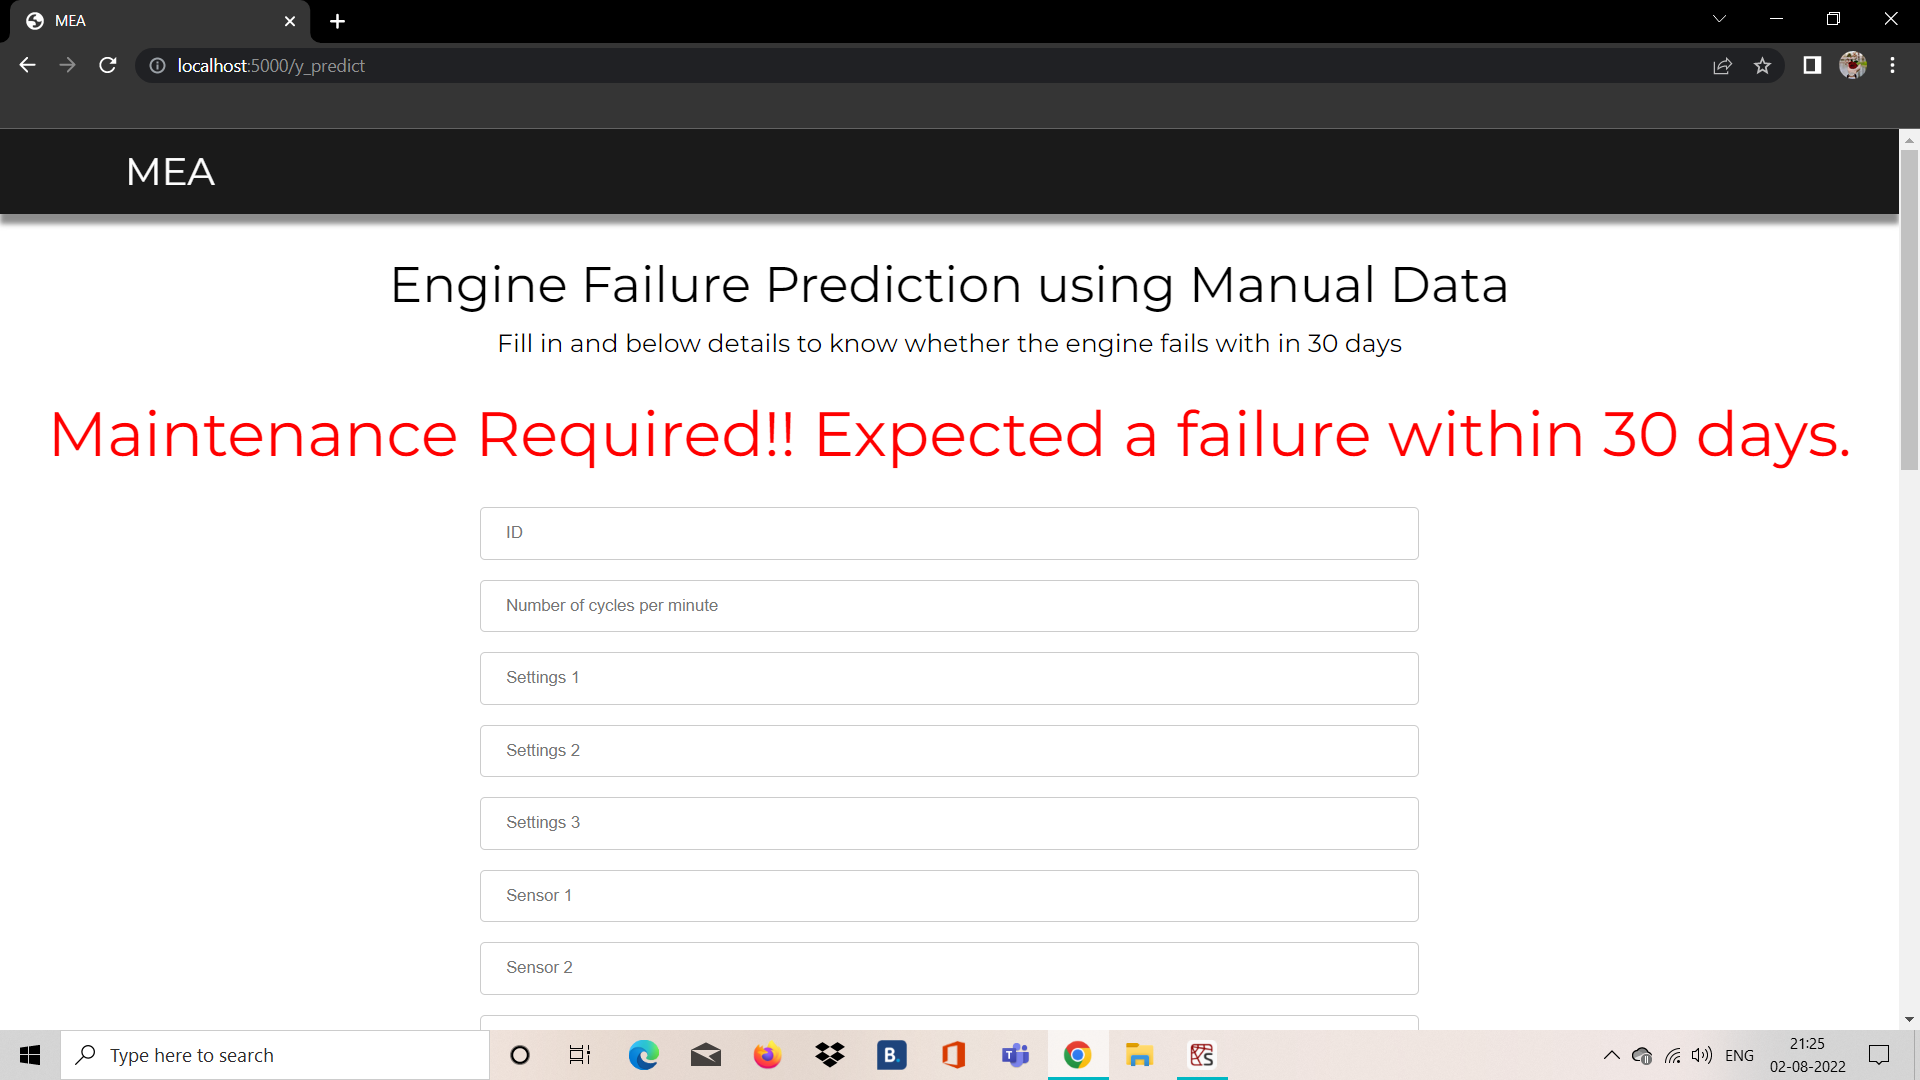 MEA
localhost:5000/y_predict
MEA
Engine Failure Prediction using Manual Data
Fill in and below details to know whether the engine fails with in 30 days
Maintenance Required!! Expected a failure within 30 days.
ID
Number of cycles per minute
Settings 1
Settings 2
Settings 3
Sensor 1
Sensor 2
Type here to search
B.
ENG
21:25
02-08-2022